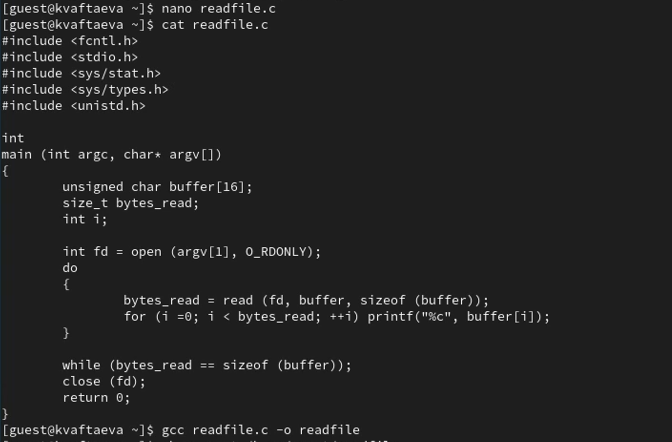 [guest@kvaftaeva ~]$ nano readfile.c
[guest@kvaftaeva ~]$ cat readfile.c
#include <fcntl.h>
#include <stdio.h>
#include <sys/stat.h>
#include <sys/types.h>
#include <unistd.h>

int
main (int argc, char* argv[])
{
        unsigned char buffer[16];
        size_t bytes_read;
        int i;

        int fd = open (argv[1], O_RDONLY);
        do
        {
                bytes_read = read (fd, buffer, sizeof (buffer));
                for (i =0; i < bytes_read; ++i) printf("%c", buffer[i]);
        }

        while (bytes_read == sizeof (buffer));
        close (fd);
        return 0;
}
[guest@kvaftaeva ~]$ gcc readfile.c -o readfile